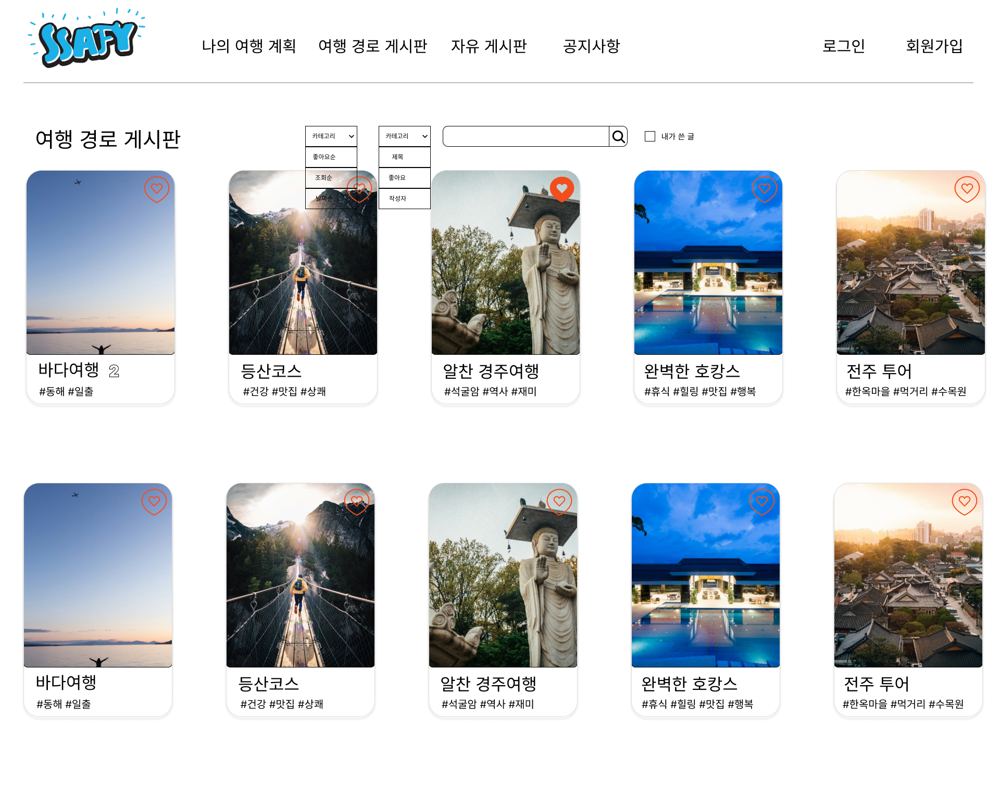 SSAFY
나의 여행 계획 여행 경로 게시판 자유 게시판 공지사항 로그인 회원가입
여행 경로 게시판 카테고리 카테고리 내가 쓴 글
좋아요순 제목
조회순 좋아요
날짜순 작성자
바다여행 2 등산코스 알찬 경주여행 완벽한 호캉스 전주 투어
#동해 #일출 #건강 #맛집 #상쾌 #석굴암 #역사 #재미 #휴식 #힐링 #맛집 #행복 #한옥마을 #먹거리 #수목원
바다여행 등산코스 알찬 경주여행 완벽한 호캉스 전주 투어
#동해 #일출 #건강 #맛집 #상쾌 #석굴암 #역사 #재미 #휴식 #힐링 #맛집 #행복 #한옥마을 #먹거리 #수목원